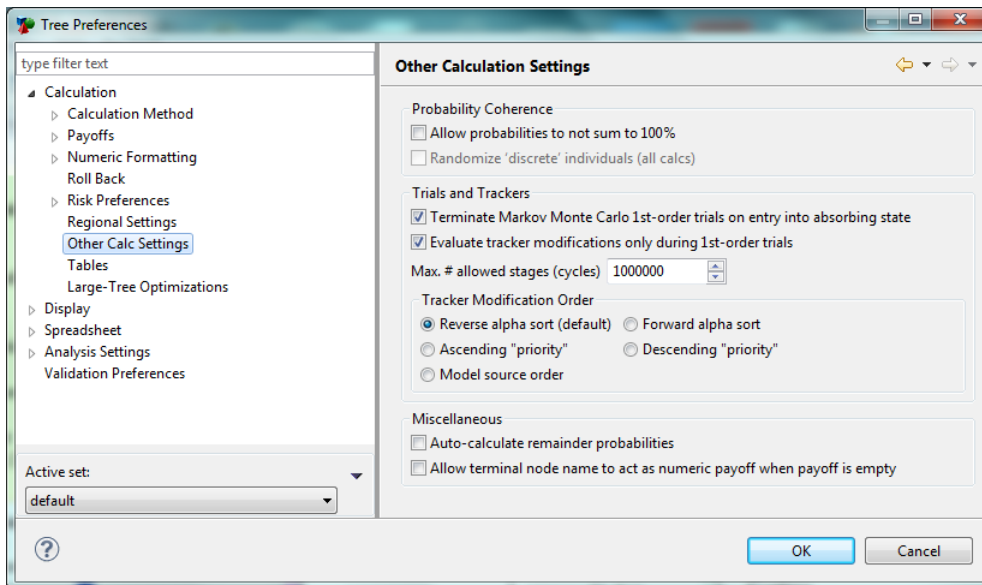 Tree Preferences
type filter text
Calculation
Calculation Method
Payoffs
Numeric Formatting
Roll Back
Risk Preferences
Regional Settings
Other Calc Settings
Tables
Large-Tree Optimizations
Display
Spreadsheet
Analysis Settings
Validation Preferences
Active set:
default
Other Calculation Settings
Probability Coherence
Allow probabilities to not sum to 100%
Randomize 'discrete' individuals (all calcs)
Trials and Trackers
Terminate Markov Monte Carlo 1st-order trials on entry into absorbing state
Evaluate tracker modifications only during 1st-order trials
Max. # allowed stages (cycles) 1000000
Tracker Modification Order
Reverse alpha sort (default) Forward alpha sort
Ascending "priority" Descending "priority"
Model source order
Miscellaneous
Auto-calculate remainder probabilities
Allow terminal node name to act as numeric payoff when payoff is empty
? OK Cancel